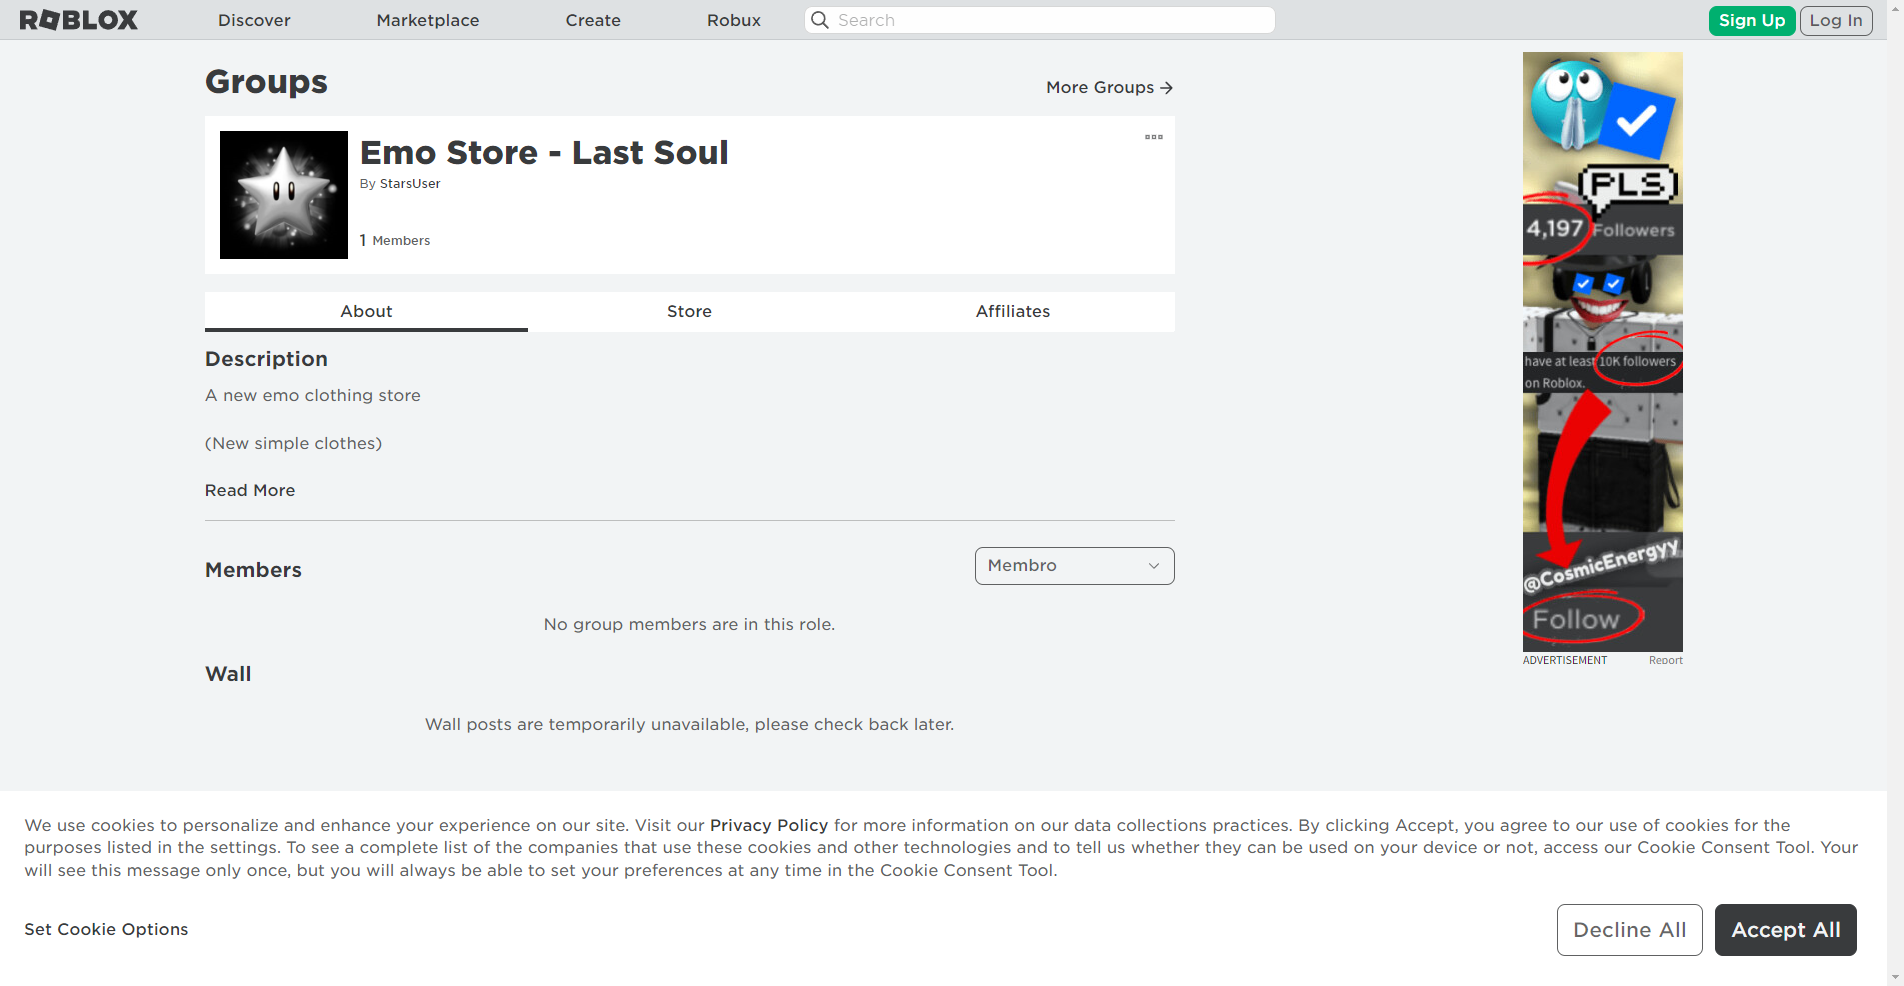 ROBLOX
Discover
Marketplace
Create
Robux
Search
Sign Up
Log In
Groups
More Groups
Emo Store - Last Soul
By StarsUser
1 Members
About
Store
Affiliates
Description
A new emo clothing store
(New simple clothes)
Read More
Members
Membro
No group members are in this role.
Wall
Wall posts are temporarily unavailable, please check back later.
PLS
4,197 Followers
have at least 10K followers
on Roblox.
@CosmicEnergyy
Follow
ADVERTISEMENT
Report
We use cookies to personalize and enhance your experience on our site. Visit our Privacy Policy for more information on our data collections practices. By clicking Accept, you agree to our use of cookies for the
purposes listed in the settings. To see a complete list of the companies that use these cookies and other technologies and to tell us whether they can be used on your device or not, access our Cookie Consent Tool. Your
will see this message only once, but you will always be able to set your preferences at any time in the Cookie Consent Tool.
Set Cookie Options
Decline All
Accept All